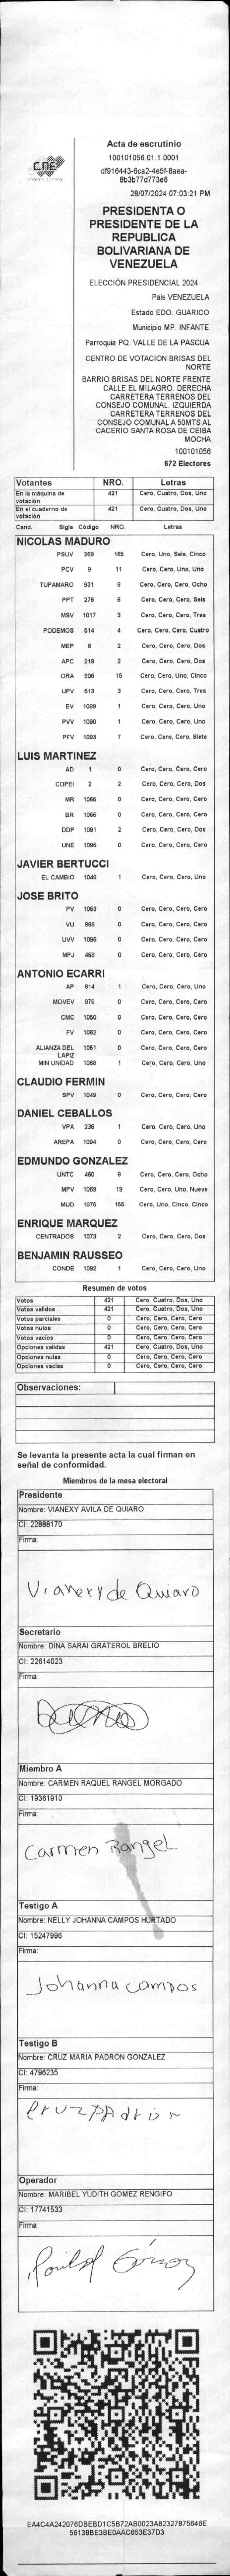 CNE
Acta de escrutinio
100101056.01.1.0001
df916443-6ca2-4e5f-8aea-
8b3b77d773e6
28/07/2024 07:03:21 PM
PRESIDENTA O
PRESIDENTE DE LA
REPUBLICA
BOLIVARIANA DE
VENEZUELA
ELECCIÓN PRESIDENCIAL 2024
Pais VENEZUELA
Estado EDO. GUARICO
Municipio MP. INFANTE
Parroquia PQ. VALLE DE LA PASCUA
CENTRO DE VOTACION BRISAS DEL
NORTE
BARRIO BRISAS DEL NORTE FRENTE
CALLE EL MILAGRO. DERECHA
CARRETERA TERRENOS DEL
CONSEJO COMUNAL. IZQUIERDA
CARRETERA TERRENOS DEL
CONSEJO COMUNAL A 50MTS AL
CACERIO SANTA ROSA DE CEIBA
MOCHA
100101056
672 Electores
Votantes NRO. Letras
En la máquina de votación 421 Cero, Cuatro, Dos, Uno
En el cuaderno de votación 421 Cero, Cuatro, Dos, Uno
Cand. Sigla Código NRO. Letras
NICOLAS MADURO
PSUV 269 165 Cero, Uno, Seis, Cinco
PCV 9 11 Cero, Cero, Uno, Uno
TUPAMARO 931 8 Cero, Cero, Cero, Ocho
PPT 276 6 Cero, Cero, Cero, Seis
MSV 1017 3 Cero, Cero, Cero, Tres
PODEMOS 514 4 Cero, Cero, Cero, Cuatro
MEP 6 2 Cero, Cero, Cero, Dos
APC 219 2 Cero, Cero, Cero, Dos
ORA 306 15 Cero, Cero, Uno, Cinco
UPV 513 3 Cero, Cero, Cero, Tres
EV 1089 1 Cero, Cero, Cero, Uno
PVV 1090 1 Cero, Cero, Cero, Uno
PFV 1093 7 Cero, Cero, Cero, Siete
LUIS MARTINEZ
AD 1 0 Cero, Cero, Cero, Cero
COPEI 2 2 Cero, Cero, Cero, Dos
MR 1065 0 Cero, Cero, Cero, Cero
BR 1066 0 Cero, Cero, Cero, Cero
DDP 1091 2 Cero, Cero, Cero, Dos
UNE 1095 0 Cero, Cero, Cero, Cero
JAVIER BERTUCCI
EL CAMBIO 1048 1 Cero, Cero, Cero, Uno
JOSE BRITO
PV 1053 0 Cero, Cero, Cero, Cero
VU 868 0 Cero, Cero, Cero, Cero
UVV 1096 0 Cero, Cero, Cero, Cero
MPJ 458 0 Cero, Cero, Cero, Cero
ANTONIO ECARRI
AP 814 1 Cero, Cero, Cero, Uno
MOVEV 979 0 Cero, Cero, Cero, Cero
CMC 1050 0 Cero, Cero, Cero, Cero
FV 1062 0 Cero, Cero, Cero, Cero
ALIANZA DEL LAPIZ 1051 0 Cero, Cero, Cero, Cero
MIN UNIDAD 1058 1 Cero, Cero, Cero, Uno
CLAUDIO FERMIN
SPV 1049 0 Cero, Cero, Cero, Cero
DANIEL CEBALLOS
VPA 236 1 Cero, Cero, Cero, Uno
AREPA 1094 0 Cero, Cero, Cero, Cero
EDMUNDO GONZALEZ
UNTC 460 8 Cero, Cero, Cero, Ocho
MPV 1069 19 Cero, Cero, Uno, Nueve
MUD 1075 155 Cero, Uno, Cinco, Cinco
ENRIQUE MARQUEZ
CENTRADOS 1073 2 Cero, Cero, Cero, Dos
BENJAMIN RAUSSEO
CONDE 1092 1 Cero, Cero, Cero, Uno
Resumen de votos
Votos 421 Cero, Cuatro, Dos, Uno
Votos validos 421 Cero, Cuatro, Dos, Uno
Votos parciales 0 Cero, Cero, Cero, Cero
Votos nulos 0 Cero, Cero, Cero, Cero
Votos vacios 0 Cero, Cero, Cero, Cero
Opciones validas 421 Cero, Cuatro, Dos, Uno
Opciones nulas 0 Cero, Cero, Cero, Cero
Opciones vacias 0 Cero, Cero, Cero, Cero
Observaciones:
Se levanta la presente acta la cual firman en
señal de conformidad.
Miembros de la mesa electoral
Presidente
Nombre: VIANEXY AVILA DE QUIARO
CI: 22888170
Firma:
Vianexy de Quiaro
Secretario
Nombre: DINA SARAI GRATEROL BRELIO
CI: 22614023
Firma:
Miembro A
Nombre: CARMEN RAQUEL RANGEL MORGADO
CI: 19361910
Firma:
Carmen Rangel
Testigo A
Nombre: NELLY JOHANNA CAMPOS HURTADO
CI: 15247996
Firma:
Johanna campos
Testigo B
Nombre: CRUZ MARIA PADRON GONZALEZ
CI: 4796235
Firma:
cruz padron
Operador
Nombre: MARIBEL YUDITH GOMEZ RENGIFO
CI: 17741533
Firma:
EA4C4A242076DBEBD1C5B72AB0023A82327875646E
56138BE3BE0AAC653E37D3